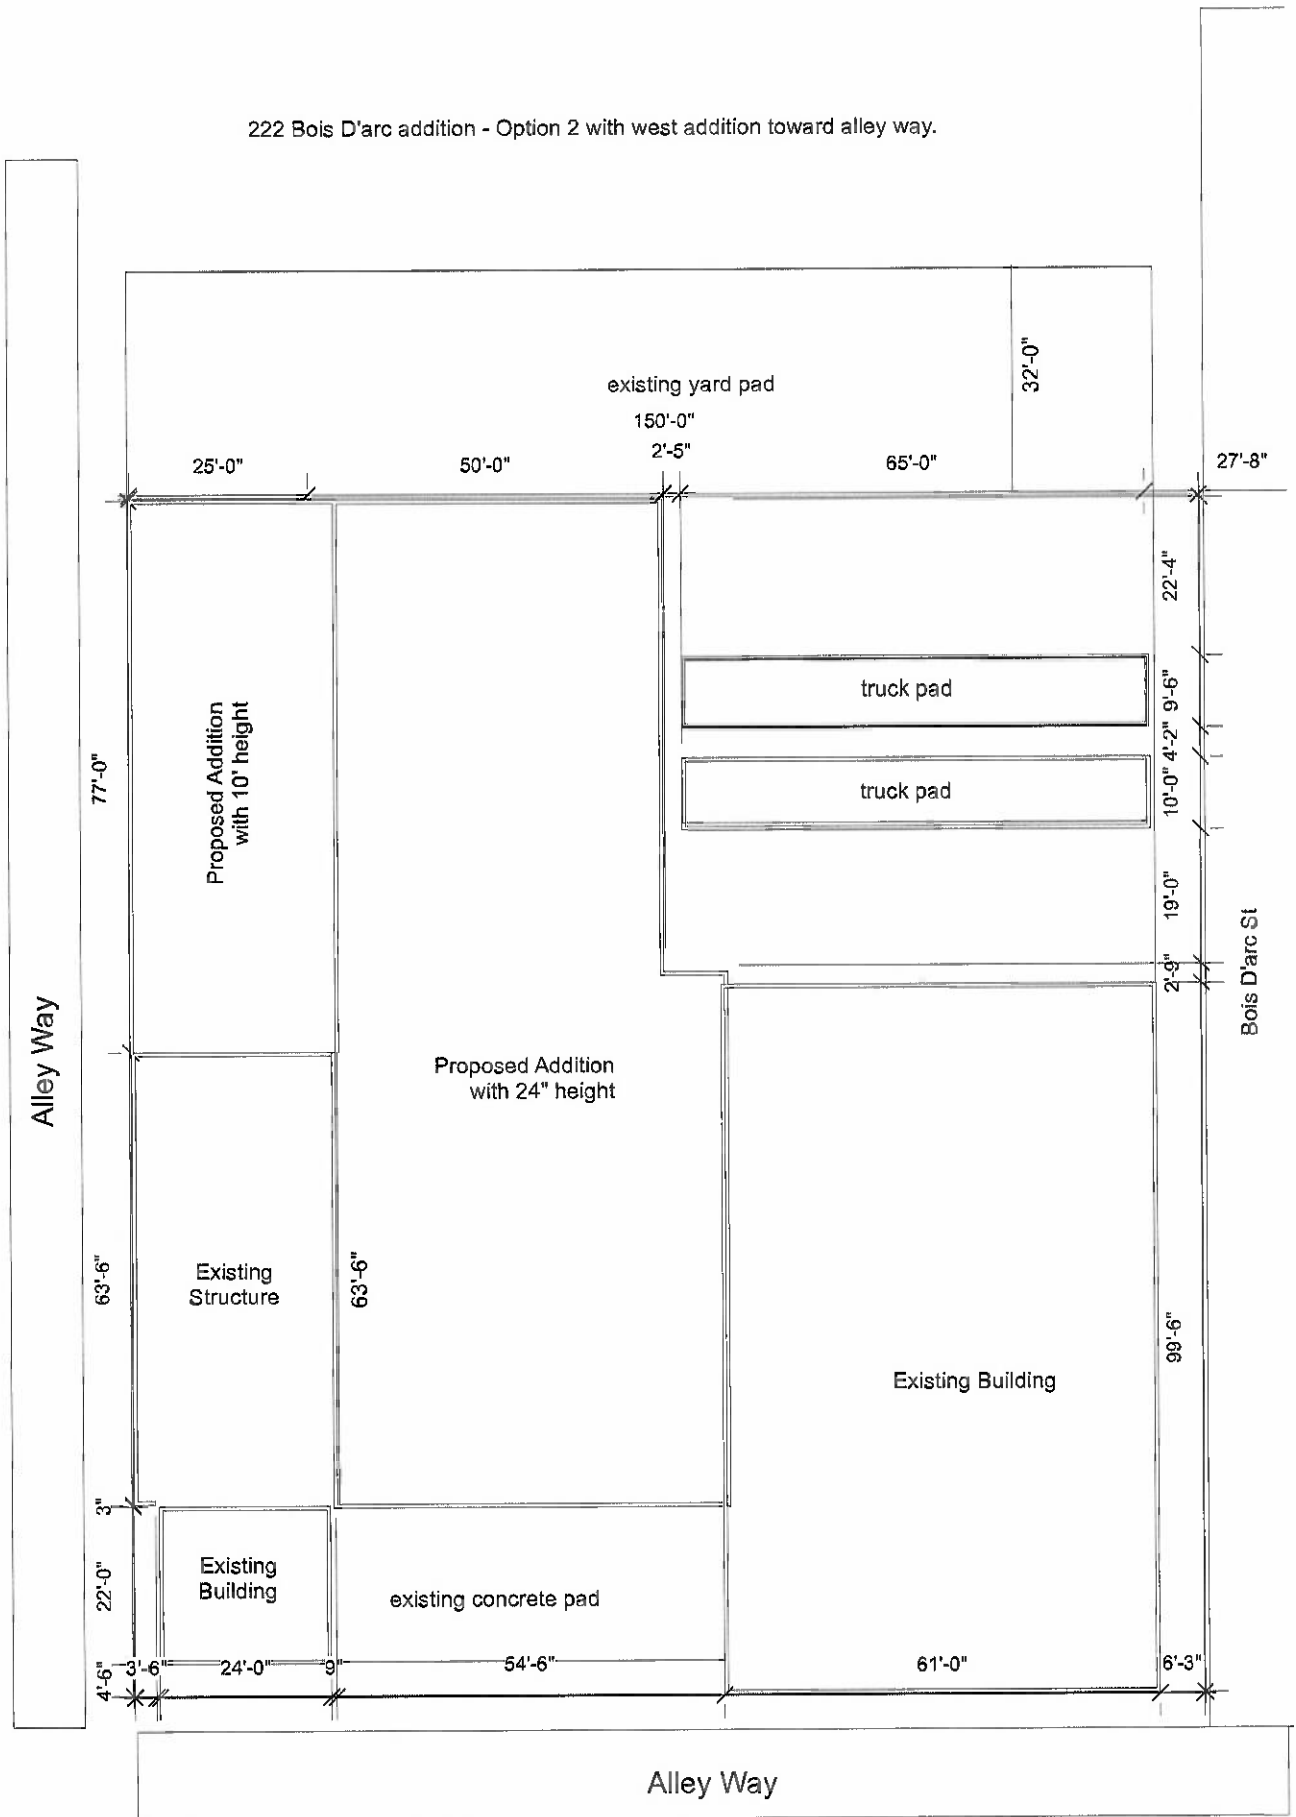 222 Bois D'arc addition - Option 2 with west addition toward alley way.
32'-0"
existing yard pad
150'-0"
2'-5"
25'-0"
50'-0"
65'-0"
27'-8"
22'-4"
truck pad
9'-6"
4'-2"
truck pad
10'-0"
Proposed Addition
with 10' height
77'-0"
19'-0"
2'-9"
Bois D'arc St
Alley Way
Proposed Addition
with 24" height
63'-6"
Existing
Structure
63'-6"
99'-6"
Existing Building
3"
22'-0"
Existing
Building
existing concrete pad
4'-6"
3'-6"
24'-0"
9"
54'-6"
61'-0"
6'-3"
Alley Way